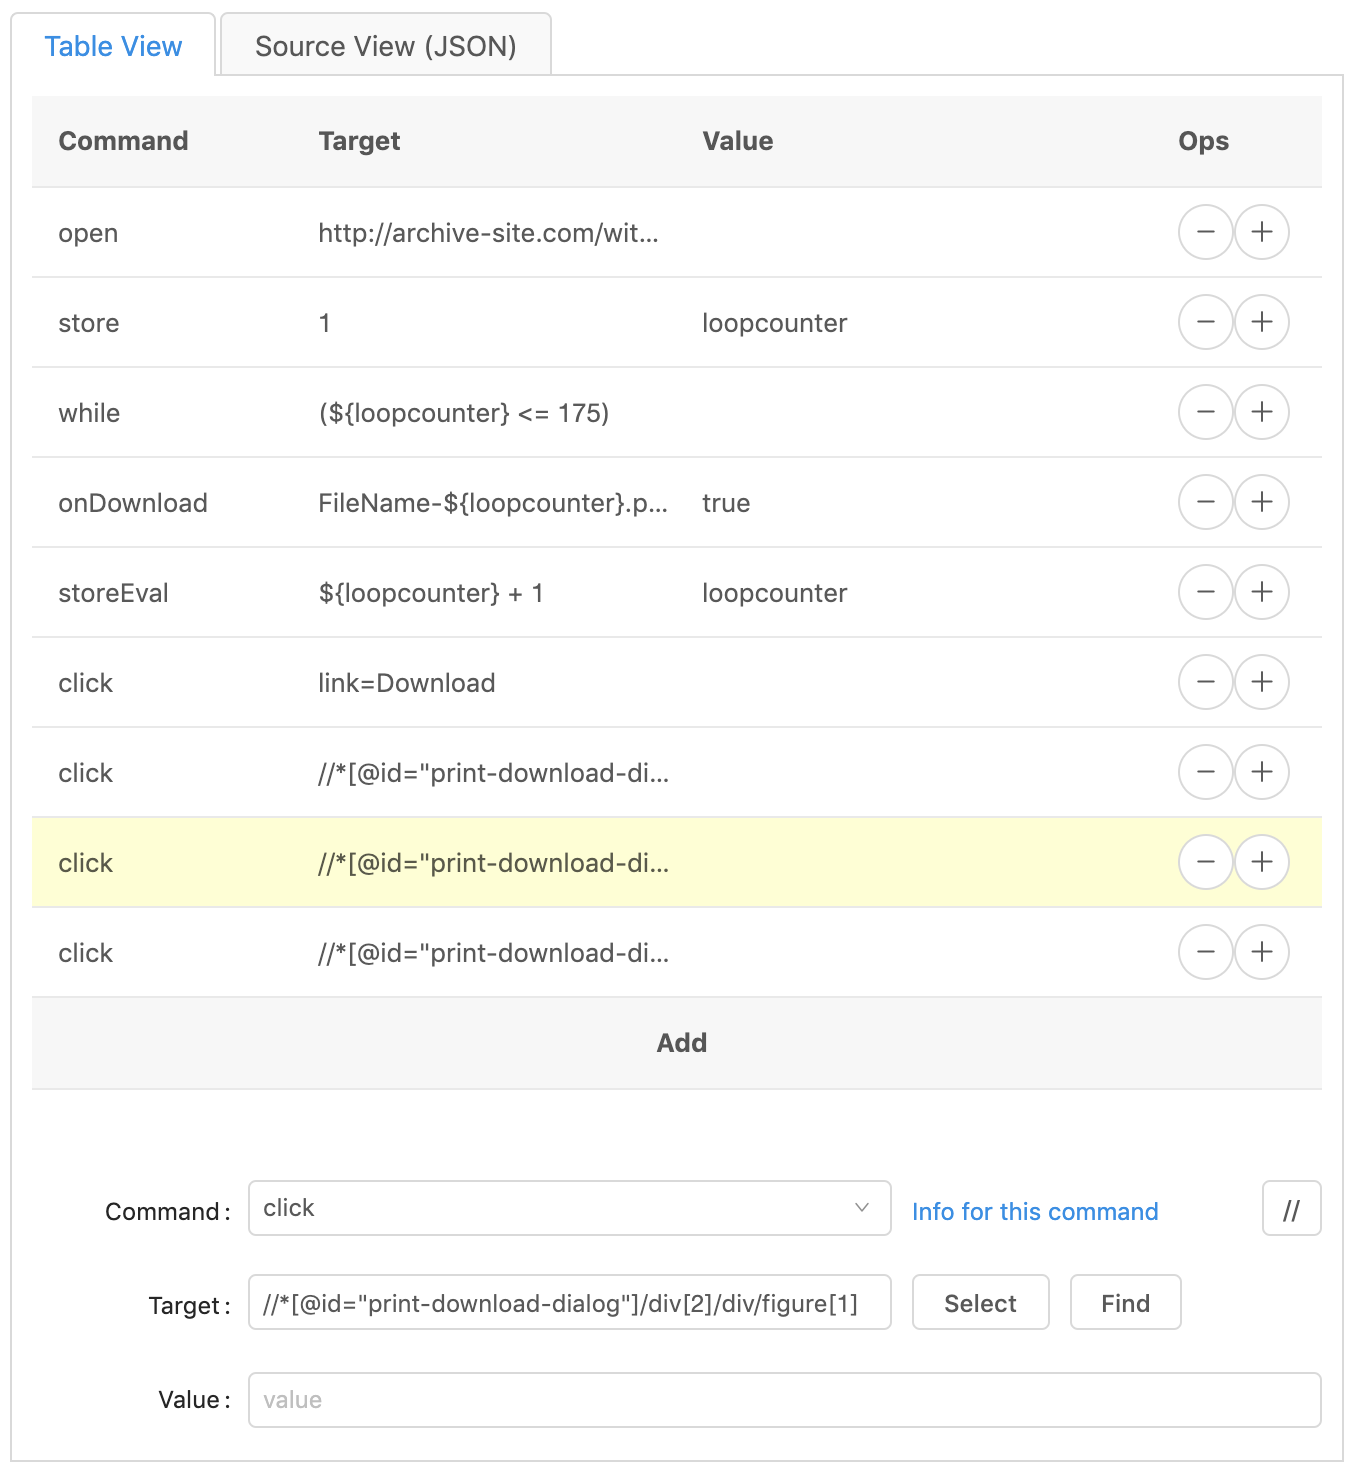 Table View Source View (JSON)
Command Target Value Ops
open http://archive-site.com/wit...
store 1 loopcounter
while (${loopcounter} <= 175)
onDownload FileName-${loopcounter}.p... true
storeEval ${loopcounter} + 1 loopcounter
click link=Download
click //*[@id="print-download-di...
click //*[@id="print-download-di...
click //*[@id="print-download-di...
Add
Command: click Info for this command //
Target: //*[@id="print-download-dialog"]/div[2]/div/figure[1] Select Find
Value: value